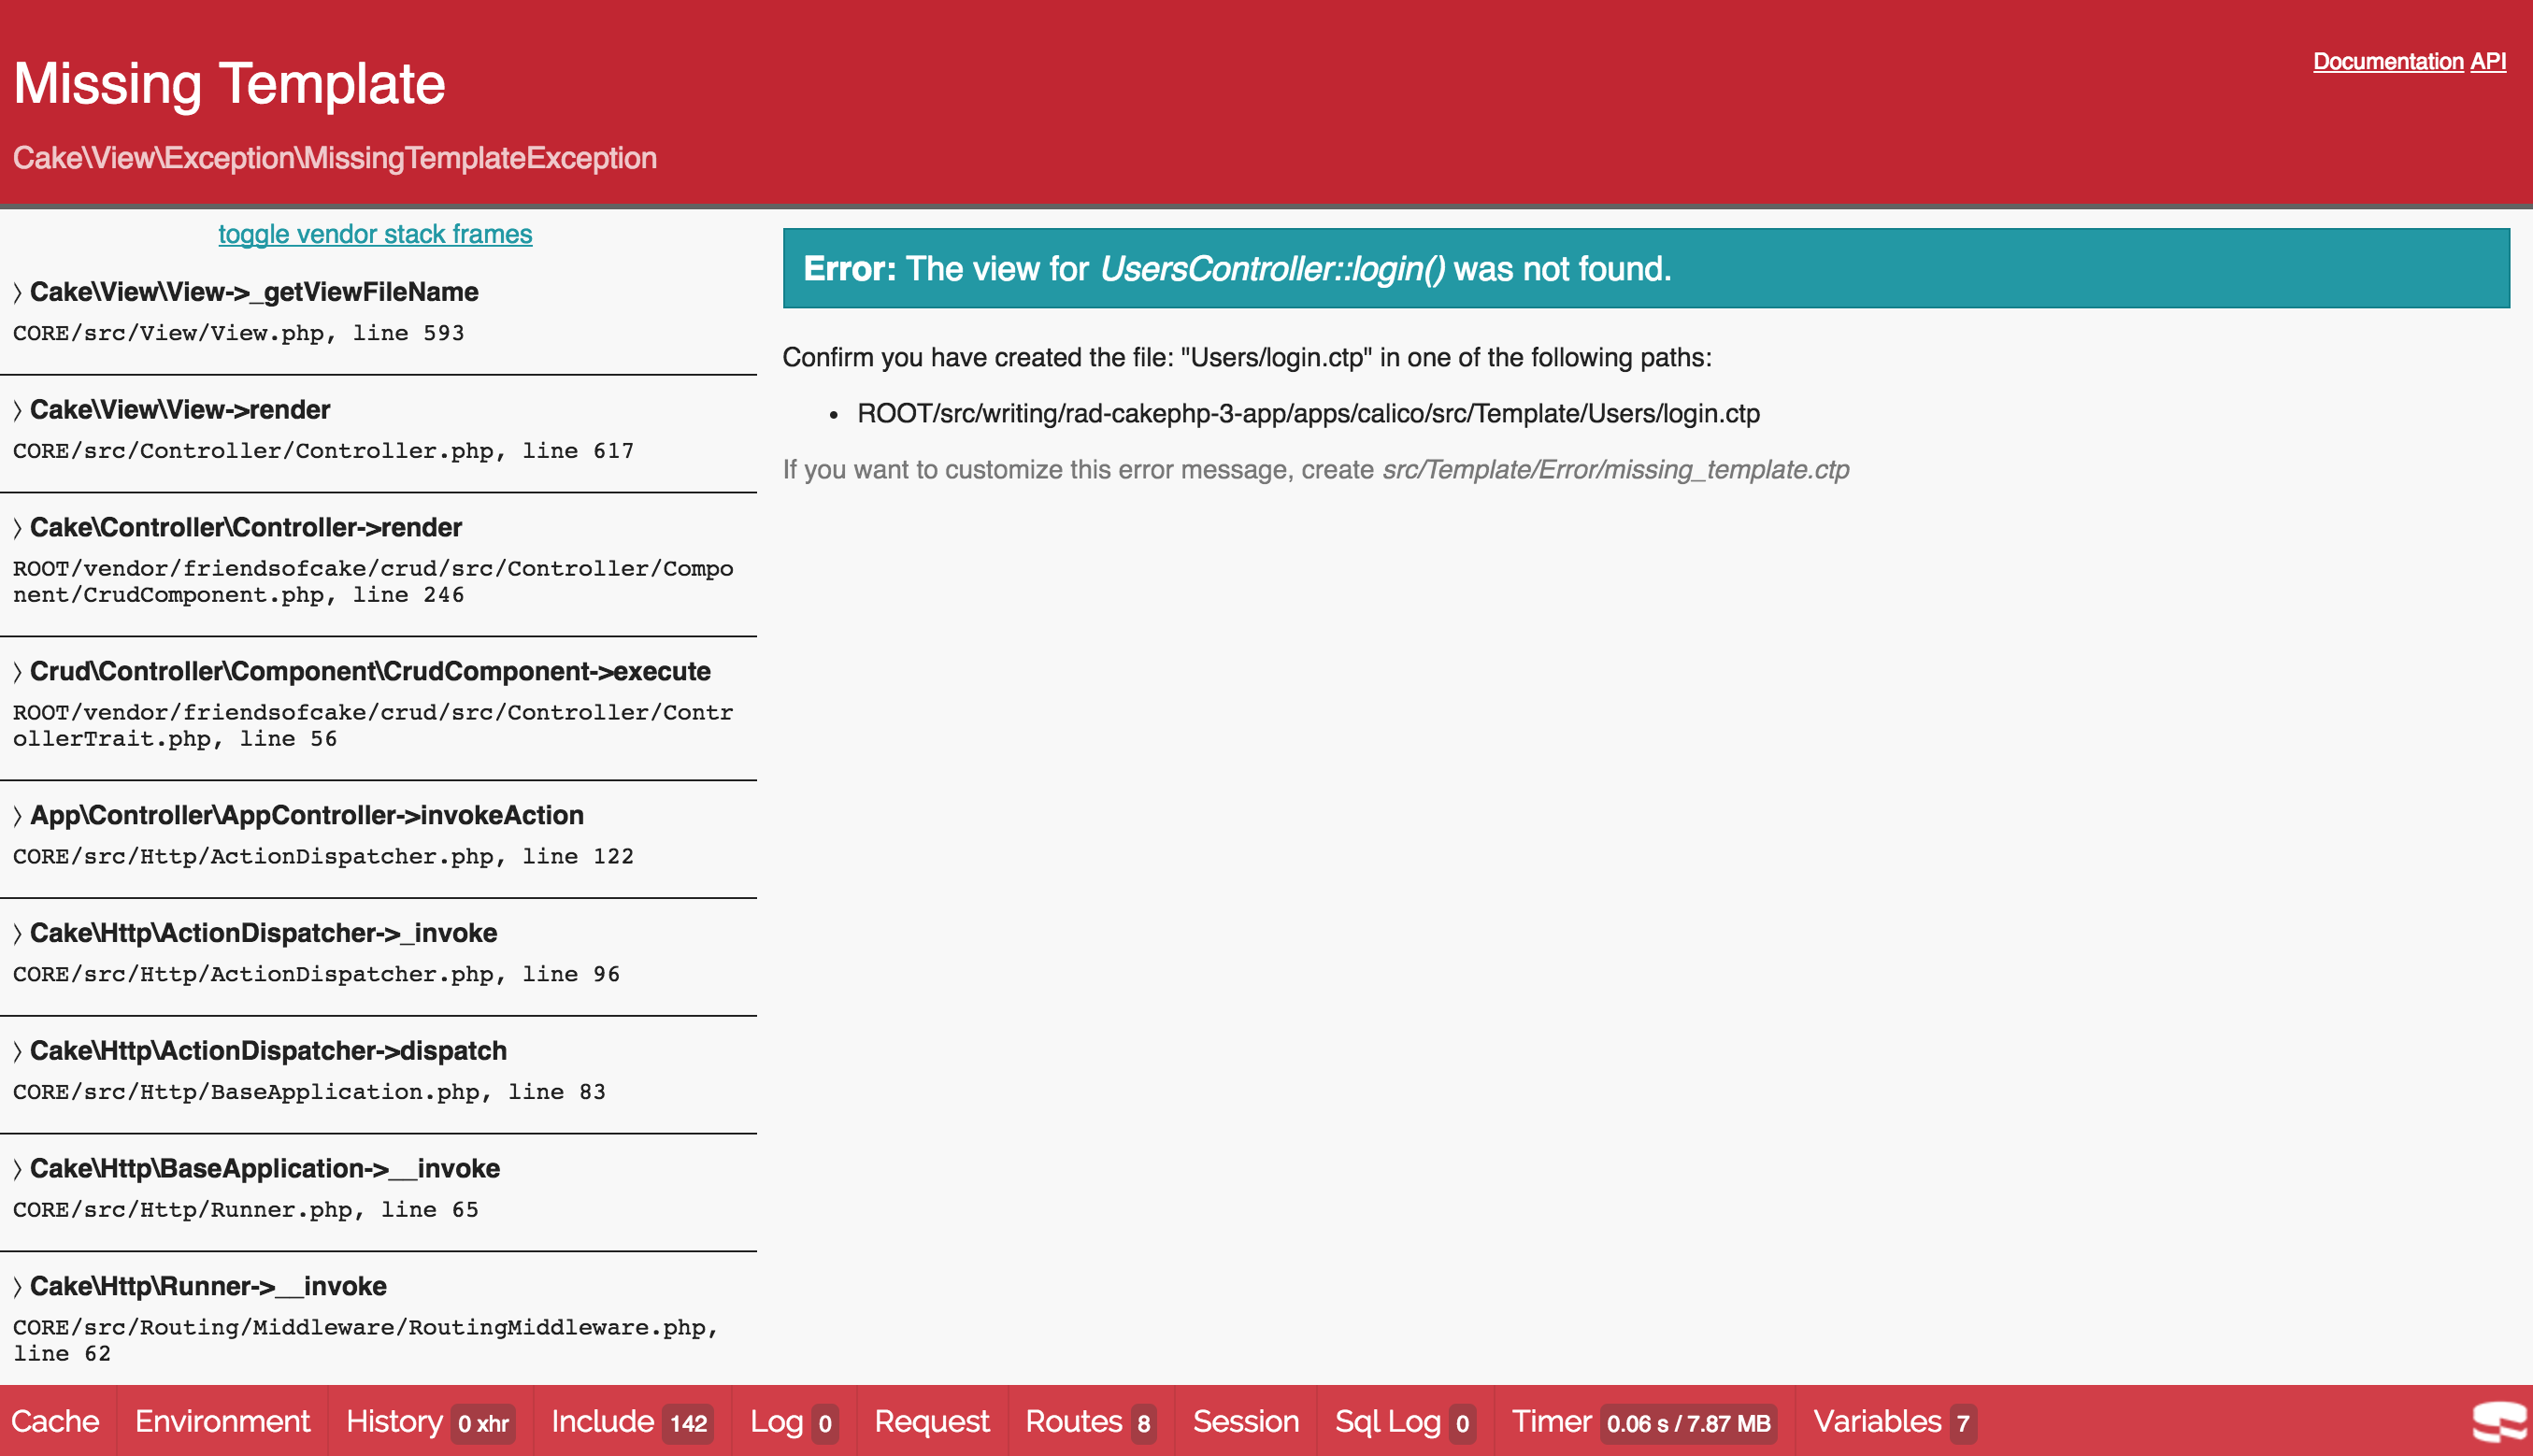 Missing Template
Documentation API
Cake\View\Exception\MissingTemplateException
toggle vendor stack frames
〉Cake\View\View->_getViewFileName
CORE/src/View/View.php, line 593
〉Cake\View\View->render
CORE/src/Controller/Controller.php, line 617
〉Cake\Controller\Controller->render
ROOT/vendor/friendsofcake/crud/src/Controller/Compo
nent/CrudComponent.php, line 246
〉Crud\Controller\Component\CrudComponent->execute
ROOT/vendor/friendsofcake/crud/src/Controller/Contr
ollerTrait.php, line 56
〉App\Controller\AppController->invokeAction
CORE/src/Http/ActionDispatcher.php, line 122
〉Cake\Http\ActionDispatcher->_invoke
CORE/src/Http/ActionDispatcher.php, line 96
〉Cake\Http\ActionDispatcher->dispatch
CORE/src/Http/BaseApplication.php, line 83
〉Cake\Http\BaseApplication->__invoke
CORE/src/Http/Runner.php, line 65
〉Cake\Http\Runner->__invoke
CORE/src/Routing/Middleware/RoutingMiddleware.php,
line 62
Error: The view for UsersController::login() was not found.
Confirm you have created the file: "Users/login.ctp" in one of the following paths:
• ROOT/src/writing/rad-cakephp-3-app/apps/calico/src/Template/Users/login.ctp
If you want to customize this error message, create src/Template/Error/missing_template.ctp
Cache Environment History 0 xhr Include 142 Log 0 Request Routes 8 Session Sql Log 0 Timer 0.06 s / 7.87 MB Variables 7